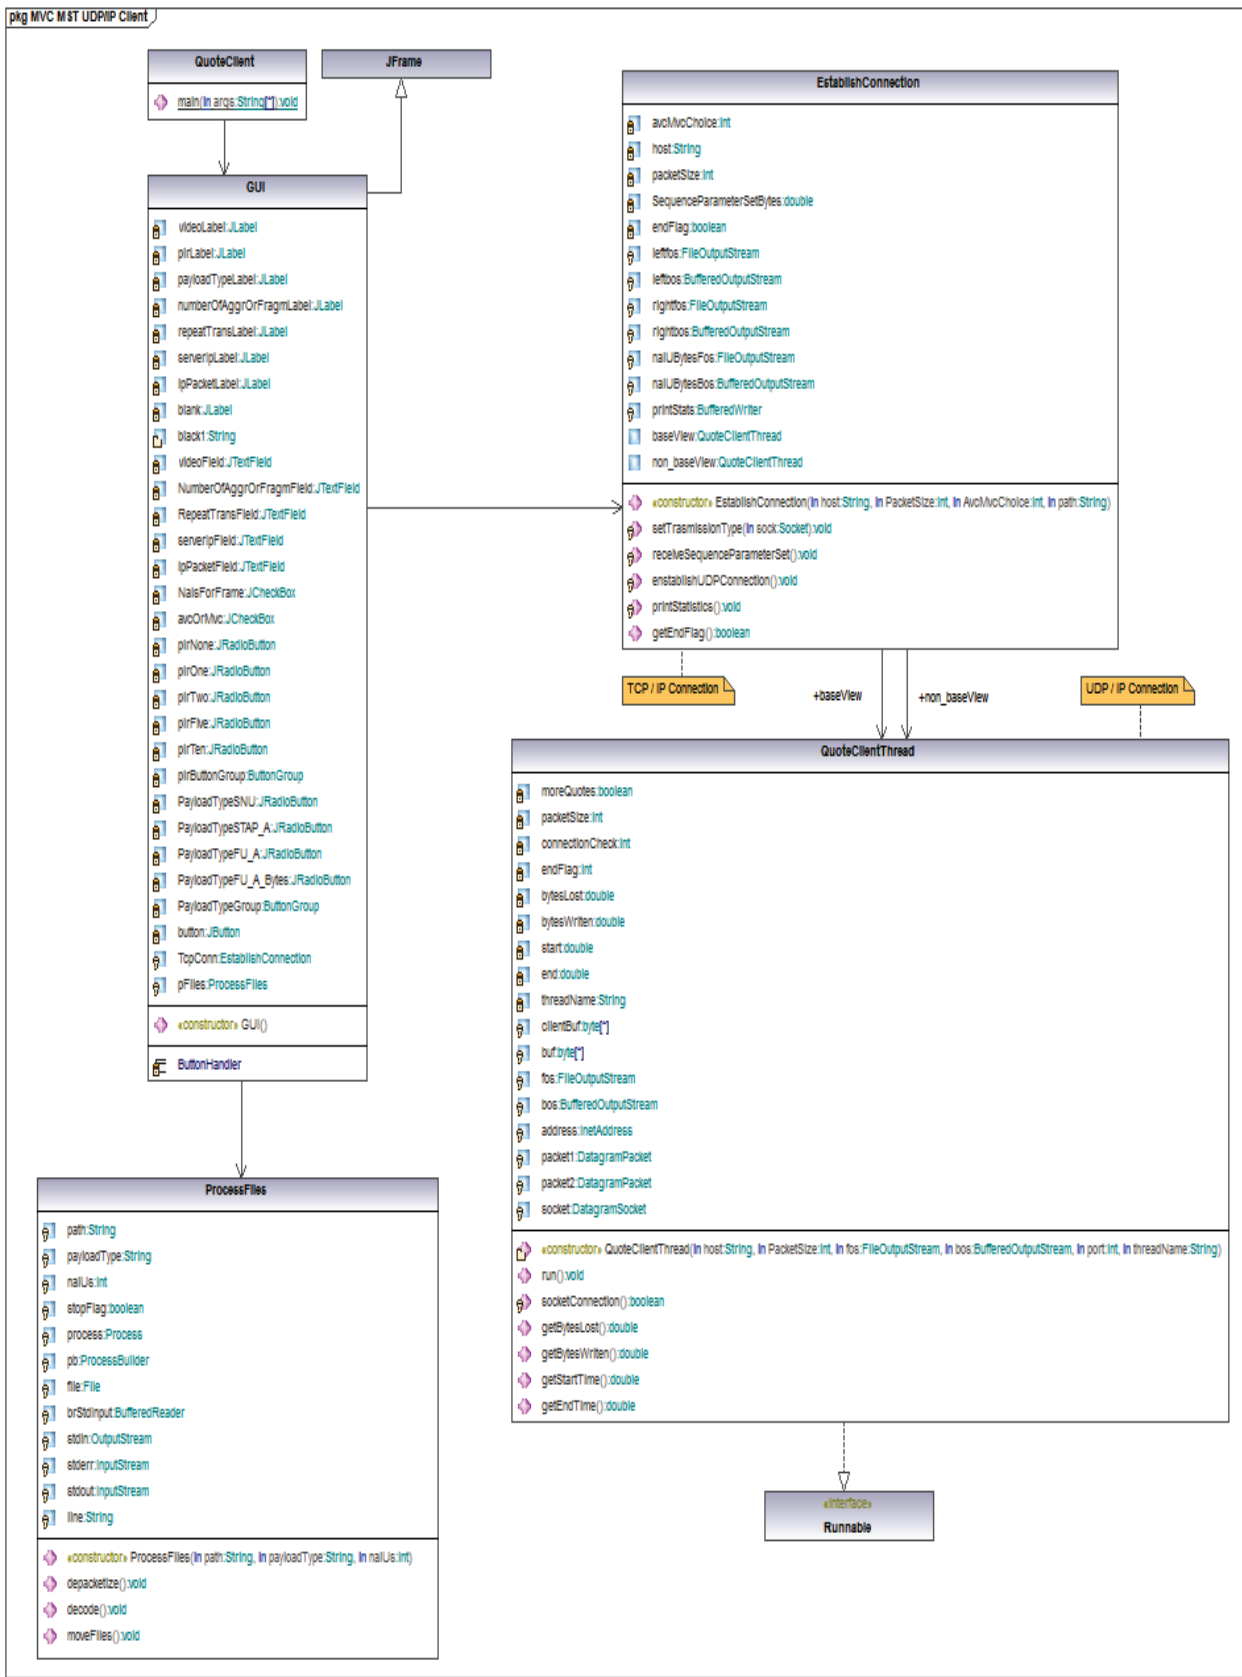 pkg MVC MST UDP/IP Client
QuoteClient
main(in args:String[*]):void
JFrame
GUI
videoLabel:JLabel
plrLabel:JLabel
payloadTypeLabel:JLabel
numberOfAggrOrFragmLabel:JLabel
repeatTransLabel:JLabel
serverIpLabel:JLabel
ipPacketLabel:JLabel
blank:JLabel
black1:String
videoField:JTextField
NumberOfAggrOrFragmField:JTextField
RepeatTransField:JTextField
serverIpField:JTextField
ipPacketField:JTextField
NalsForFrame:JCheckBox
avcOrMvc:JCheckBox
plrNone:JRadioButton
plrOne:JRadioButton
plrTwo:JRadioButton
plrFive:JRadioButton
plrTen:JRadioButton
plrButtonGroup:ButtonGroup
PayloadTypeSNU:JRadioButton
PayloadTypeSTAP_A:JRadioButton
PayloadTypeFU_A:JRadioButton
PayloadTypeFU_A_Bytes:JRadioButton
PayloadTypeGroup:ButtonGroup
button:JButton
TcpConn:EstablishConnection
pFiles:ProcessFiles
«constructor» GUI()
ButtonHandler
EstablishConnection
avcMvcChoice:int
host:String
packetSize:int
SequenceParameterSetBytes:double
endFlag:boolean
leftfos:FileOutputStream
leftbos:BufferedOutputStream
rightfos:FileOutputStream
rightbos:BufferedOutputStream
nalUBytesFos:FileOutputStream
nalUBytesBos:BufferedOutputStream
printStats:BufferedWriter
baseView:QuoteClientThread
non_baseView:QuoteClientThread
«constructor» EstablishConnection(in host:String, in PacketSize:int, in AvcMvcChoice:int, in path:String)
setTrasmissionType(in sock:Socket):void
receiveSequenceParameterSet():void
enstablishUDPConnection():void
printStatistics():void
getEndFlag():boolean
TCP / IP Connection
+baseView
+non_baseView
UDP / IP Connection
QuoteClientThread
moreQuotes:boolean
packetSize:int
connectionCheck:int
endFlag:int
bytesLost:double
bytesWriten:double
start:double
end:double
threadName:String
clientBuf:byte[*]
buf:byte[*]
fos:FileOutputStream
bos:BufferedOutputStream
address:InetAddress
packet1:DatagramPacket
packet2:DatagramPacket
socket:DatagramSocket
«constructor» QuoteClientThread(in host:String, in PacketSize:int, in fos:FileOutputStream, in bos:BufferedOutputStream, in port:int, in threadName:String)
run():void
socketConnection():boolean
getBytesLost():double
getBytesWriten():double
getStartTime():double
getEndTime():double
«interface»
Runnable
ProcessFiles
path:String
payloadType:String
nalUs:int
stopFlag:boolean
process:Process
pb:ProcessBuilder
file:File
brStdInput:BufferedReader
stdin:OutputStream
stderr:InputStream
stdout:InputStream
line:String
«constructor» ProcessFiles(in path:String, in payloadType:String, in nalUs:int)
depacketize():void
decode():void
moveFiles():void